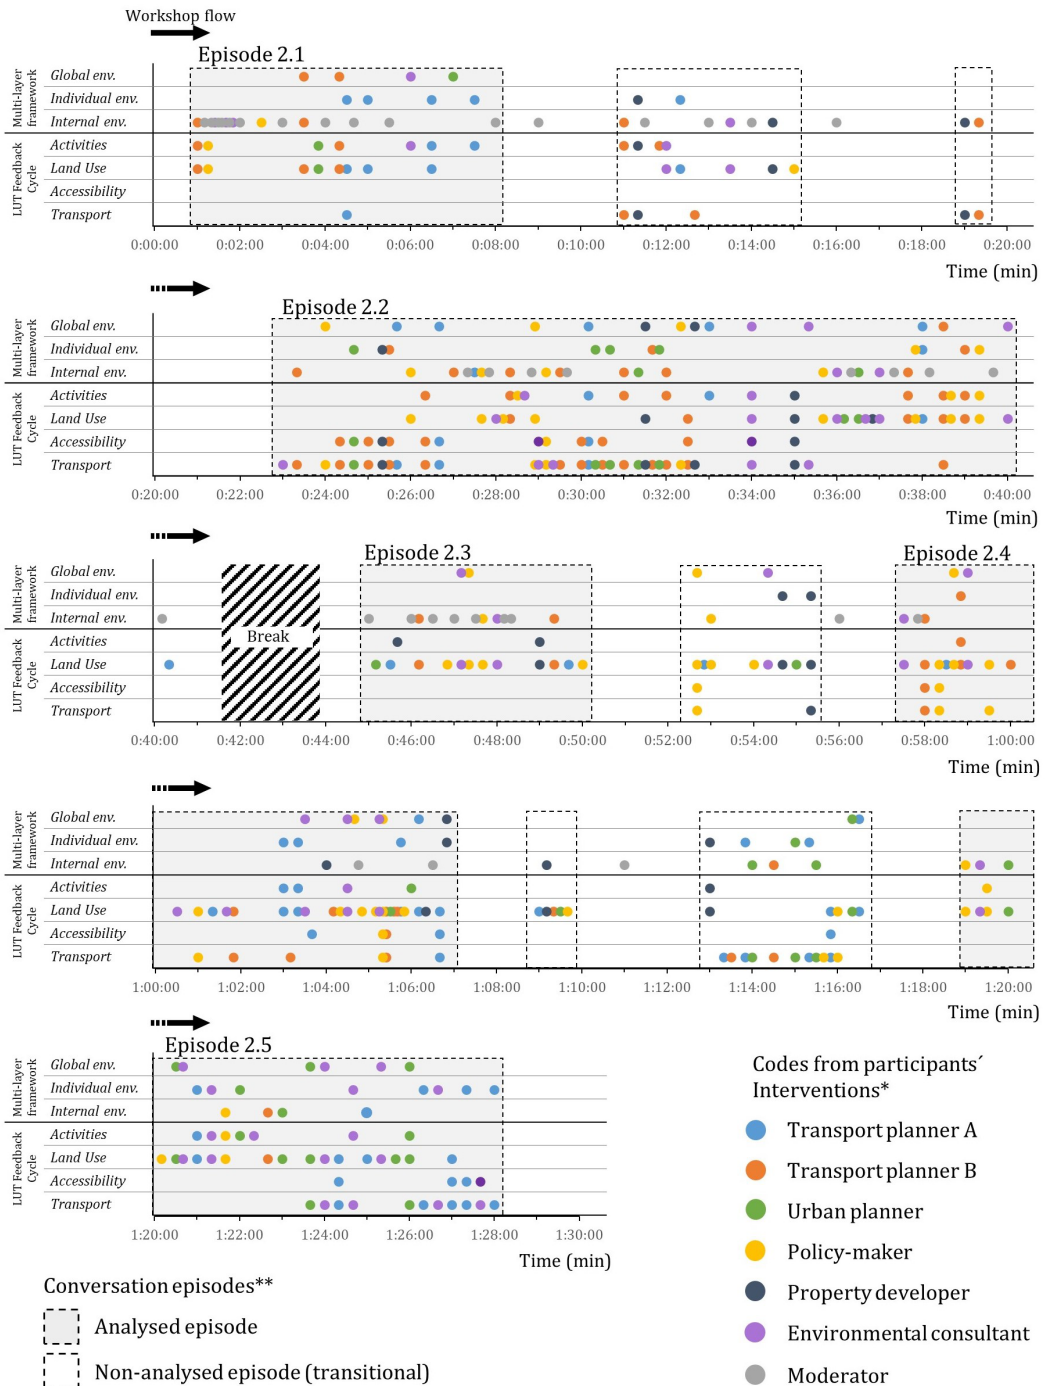 Workshop flow
Episode 2.1
Multi-layer
framework
Global env.
Individual env.
Internal env.
LUT Feedback
Cycle
Activities
Land Use
Accessibility
Transport
0:00:00 0:02:00 0:04:00 0:06:00 0:08:00 0:10:00 0:12:00 0:14:00 0:16:00 0:18:00 0:20:00
Time (min)
Episode 2.2
Multi-layer
framework
Global env.
Individual env.
Internal env.
LUT Feedback
Cycle
Activities
Land Use
Accessibility
Transport
0:20:00 0:22:00 0:24:00 0:26:00 0:28:00 0:30:00 0:32:00 0:34:00 0:36:00 0:38:00 0:40:00
Time (min)
Episode 2.3
Episode 2.4
Multi-layer
framework
Global env.
Individual env.
Internal env.
Break
LUT Feedback
Cycle
Activities
Land Use
Accessibility
Transport
0:40:00 0:42:00 0:44:00 0:46:00 0:48:00 0:50:00 0:52:00 0:54:00 0:56:00 0:58:00 1:00:00
Time (min)
Multi-layer
framework
Global env.
Individual env.
Internal env.
LUT Feedback
Cycle
Activities
Land Use
Accessibility
Transport
1:00:00 1:02:00 1:04:00 1:06:00 1:08:00 1:10:00 1:12:00 1:14:00 1:16:00 1:18:00 1:20:00
Time (min)
Episode 2.5
Multi-layer
framework
Global env.
Individual env.
Internal env.
LUT Feedback
Cycle
Activities
Land Use
Accessibility
Transport
1:20:00 1:22:00 1:24:00 1:26:00 1:28:00 1:30:00
Time (min)
Conversation episodes**
Analysed episode
Non-analysed episode (transitional)
Codes from participants´
Interventions*
Transport planner A
Transport planner B
Urban planner
Policy-maker
Property developer
Environmental consultant
Moderator